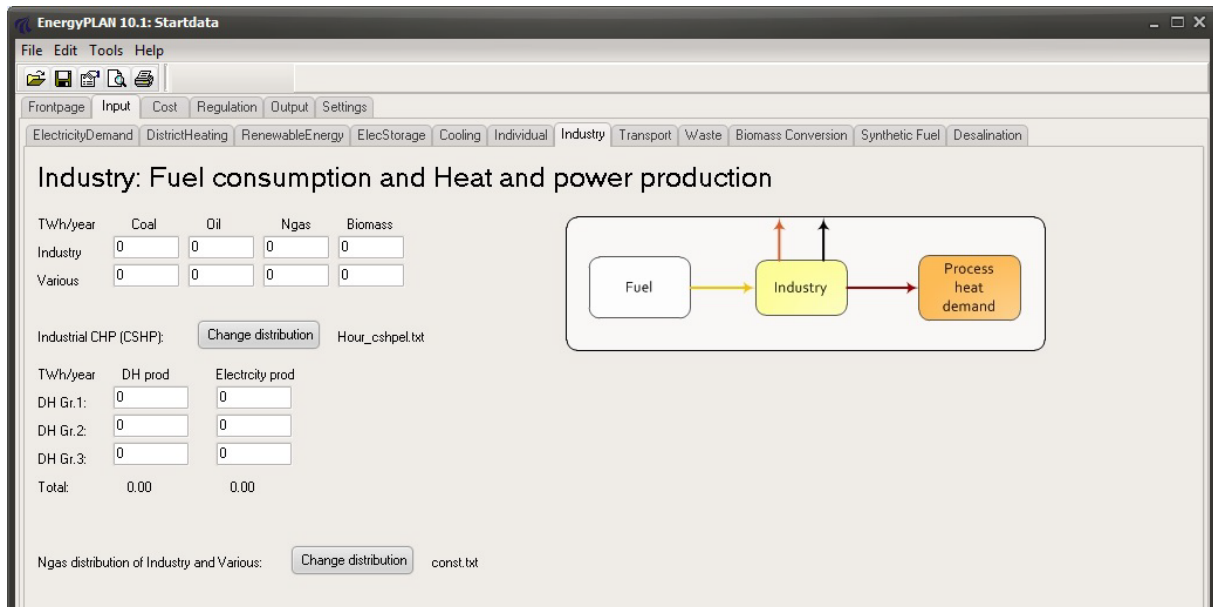 EnergyPLAN 10.1: Startdata
File Edit Tools Help
Frontpage Input Cost Regulation Output Settings
ElectricityDemand DistrictHeating RenewableEnergy ElecStorage Cooling Individual Industry Transport Waste Biomass Conversion Synthetic Fuel Desalination
Industry: Fuel consumption and Heat and power production
TWh/year Coal Oil Ngas Biomass
Industry 0 0 0 0
Various 0 0 0 0
Fuel Industry Process heat demand
Industrial CHP (CSHP): Change distribution Hour_cshpel.txt
TWh/year DH prod Electrcity prod
DH Gr.1: 0 0
DH Gr.2: 0 0
DH Gr.3: 0 0
Total: 0.00 0.00
Ngas distribution of Industry and Various: Change distribution const.txt